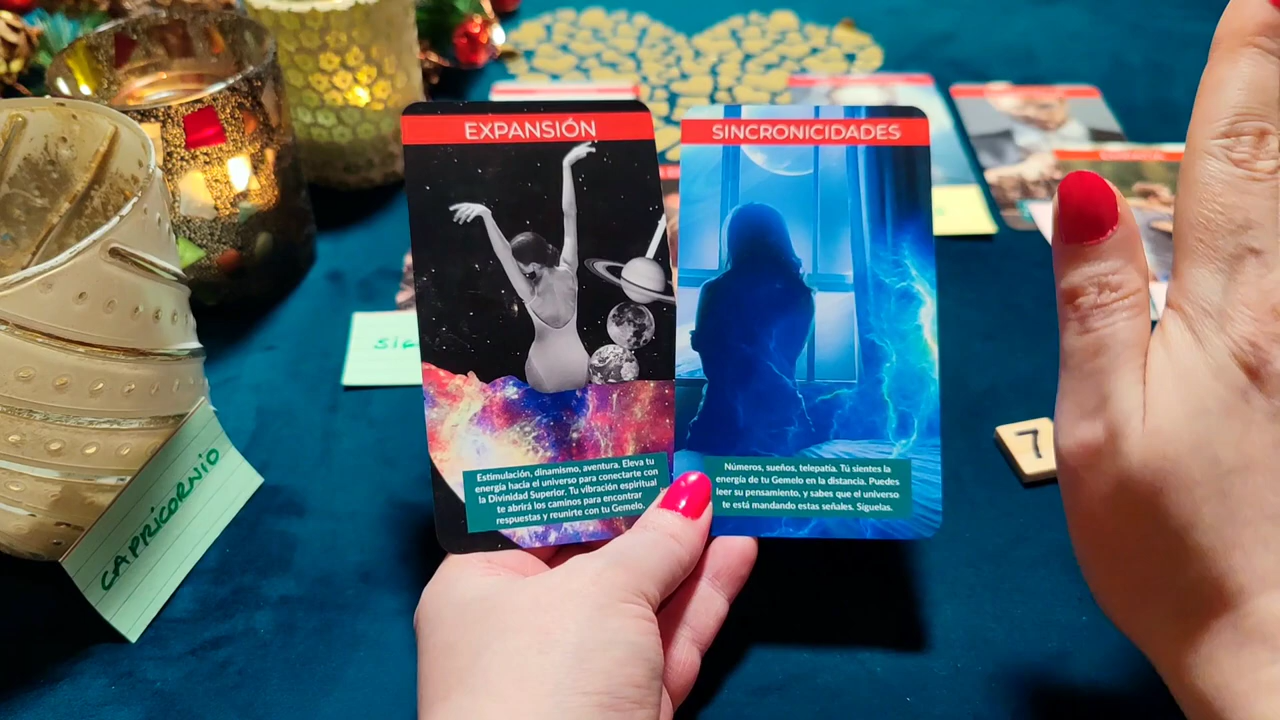 EXPANSIÓN
Estimulación, dinamismo, aventura. Eleva tu
energía hacia el universo para conectarte con
la Divinidad Superior. Tu vibración espiritual
te abrirá los caminos para encontrar
respuestas y reunirte con tu Gemelo.
SINCRONICIDADES
Números, sueños, telepatía. Tú sientes la
energía de tu Gemelo en la distancia. Puedes
leer su pensamiento, y sabes que el universo
te está mandando estas señales. Síguelas.
7
CAPRICORNIO